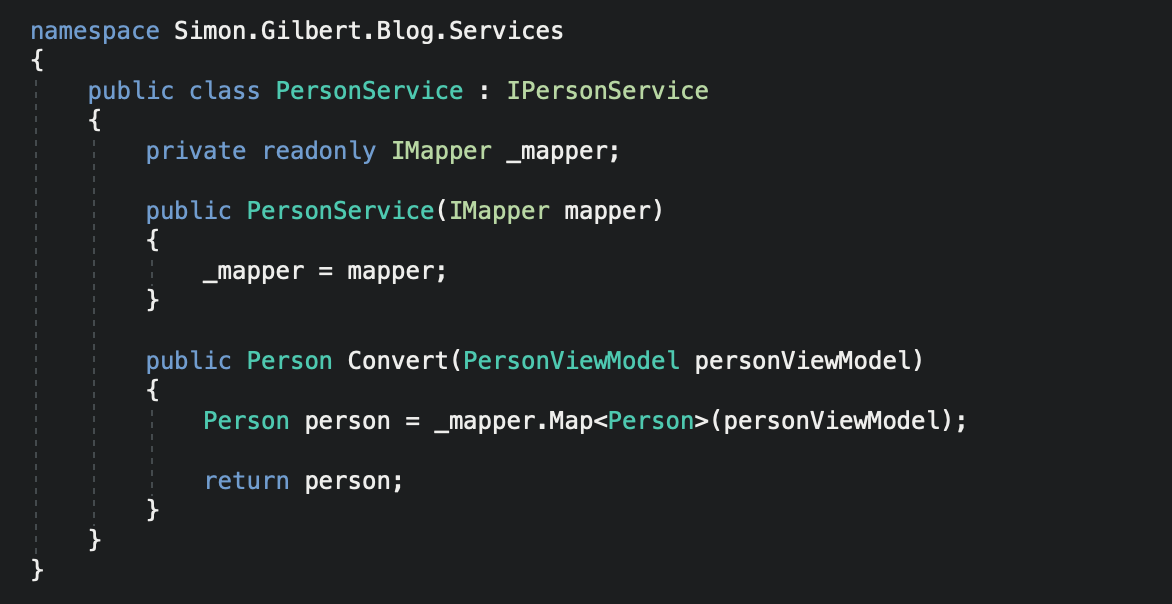 namespace Simon.Gilbert.Blog.Services
{
    public class PersonService : IPersonService
    {
        private readonly IMapper _mapper;

        public PersonService(IMapper mapper)
        {
            _mapper = mapper;
        }

        public Person Convert(PersonViewModel personViewModel)
        {
            Person person = _mapper.Map<Person>(personViewModel);

            return person;
        }
    }
}